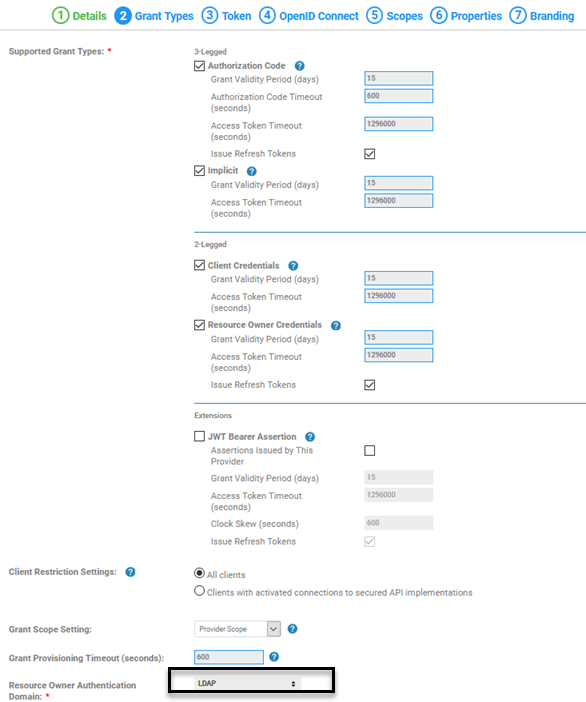 1 Details 2 Grant Types 3 Token 4 OpenID Connect 5 Scopes 6 Properties 7 Branding
Supported Grant Types: *
3-Legged
Authorization Code ?
Grant Validity Period (days) 15
Authorization Code Timeout 600
(seconds)
Access Token Timeout 1296000
(seconds)
Issue Refresh Tokens
Implicit ?
Grant Validity Period (days) 15
Access Token Timeout 1296000
(seconds)
2-Legged
Client Credentials ?
Grant Validity Period (days) 15
Access Token Timeout 1296000
(seconds)
Resource Owner Credentials ?
Grant Validity Period (days) 15
Access Token Timeout 1296000
(seconds)
Issue Refresh Tokens
Extensions
JWT Bearer Assertion ?
Assertions Issued by This
Provider
Grant Validity Period (days) 15
Access Token Timeout 1296000
(seconds)
Clock Skew (seconds) 600
Issue Refresh Tokens
Client Restriction Settings: ? All clients
Clients with activated connections to secured API implementations
Grant Scope Setting: Provider Scope ?
Grant Provisioning Timeout (seconds): 600 ?
Resource Owner Authentication LDAP
Domain: *